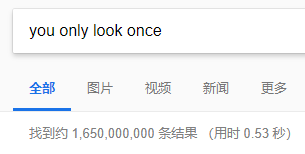 you only look once
全部 图片 视频 新闻 更多
找到约 1,650,000,000 条结果 （用时 0.53 秒）